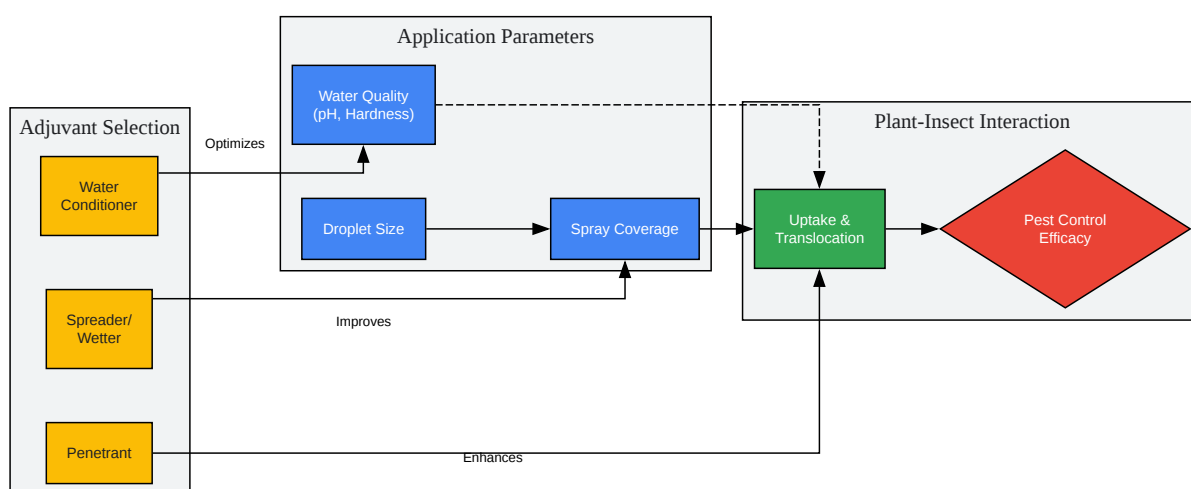 Application Parameters
Water Quality
(pH, Hardness)
Adjuvant Selection
Plant-Insect Interaction
Optimizes
Water
Conditioner
Droplet Size
Spray Coverage
Uptake &
Translocation
Pest Control
Efficacy
Spreader/
Wetter
Improves
Penetrant
Enhances